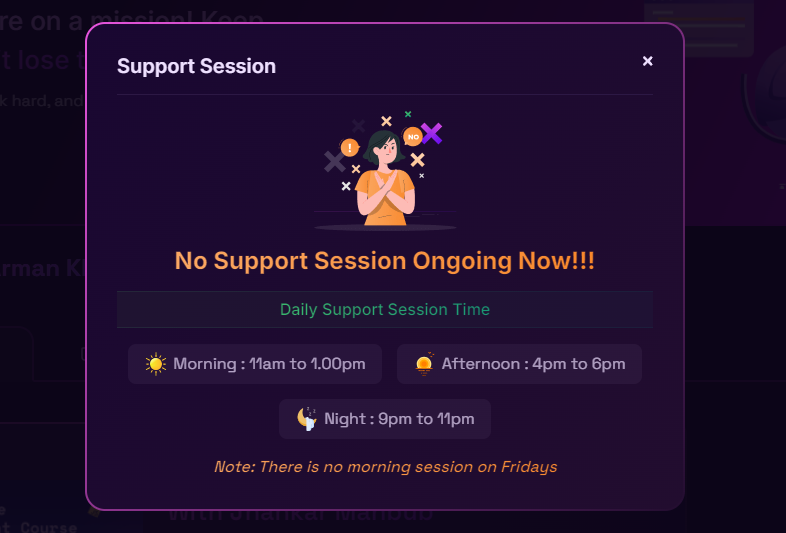 re on a mission! Keep
t lose t
k hard, and
Support Session
×
!
NO
No Support Session Ongoing Now!!!
Daily Support Session Time
Morning : 11am to 1.00pm
Afternoon : 4pm to 6pm
Night : 9pm to 11pm
Note: There is no morning session on Fridays
arman Kh
With Jhankar Mahbub
e
t Course